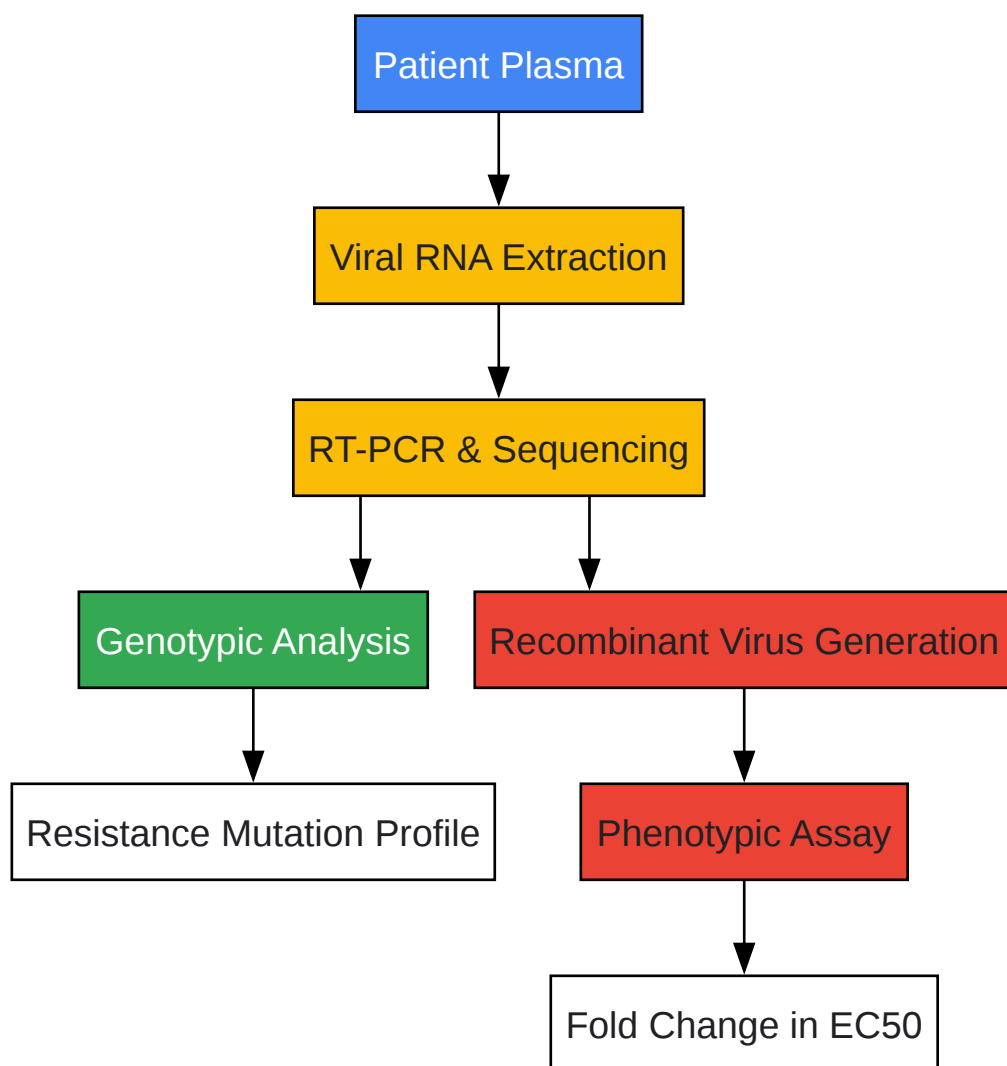 Patient Plasma
Viral RNA Extraction
RT-PCR & Sequencing
Genotypic Analysis
Recombinant Virus Generation
Resistance Mutation Profile
Phenotypic Assay
Fold Change in EC50